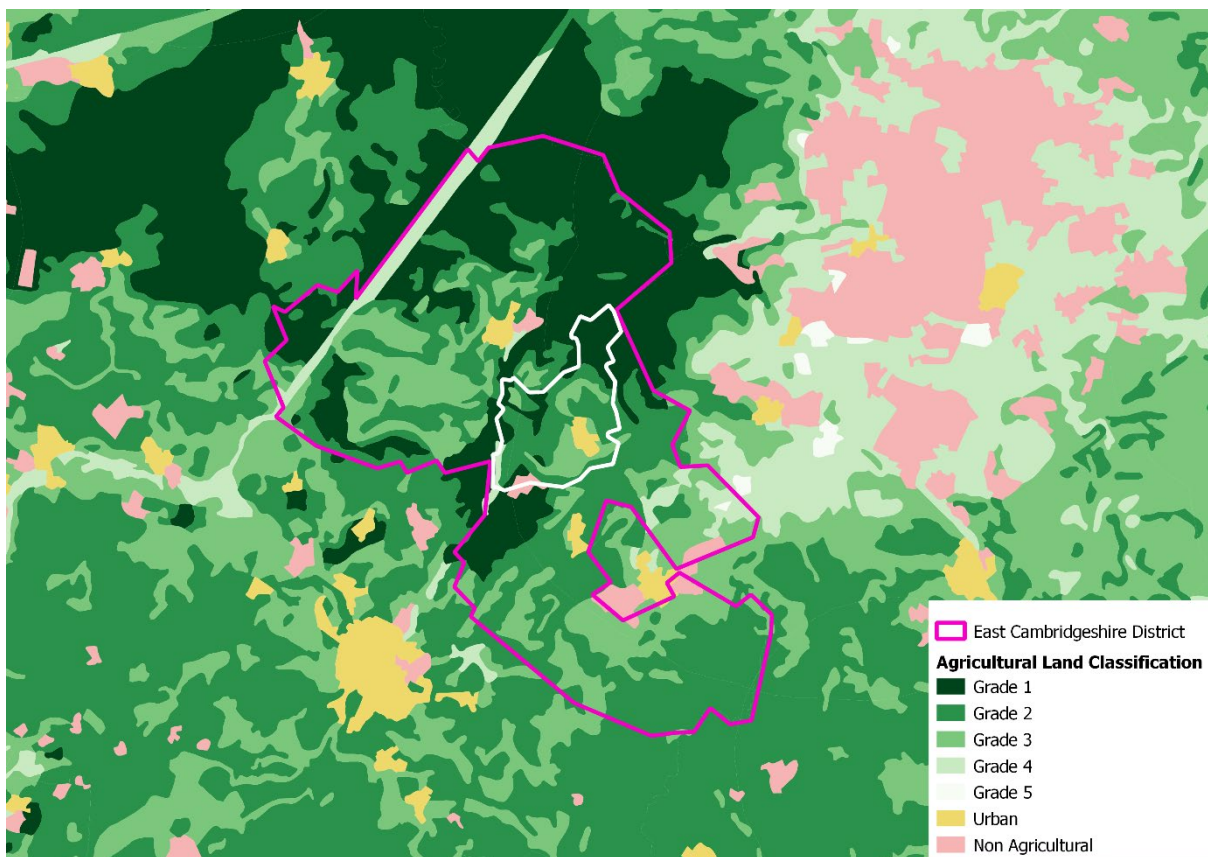 East Cambridgeshire District
Agricultural Land Classification
Grade 1
Grade 2
Grade 3
Grade 4
Grade 5
Urban
Non Agricultural